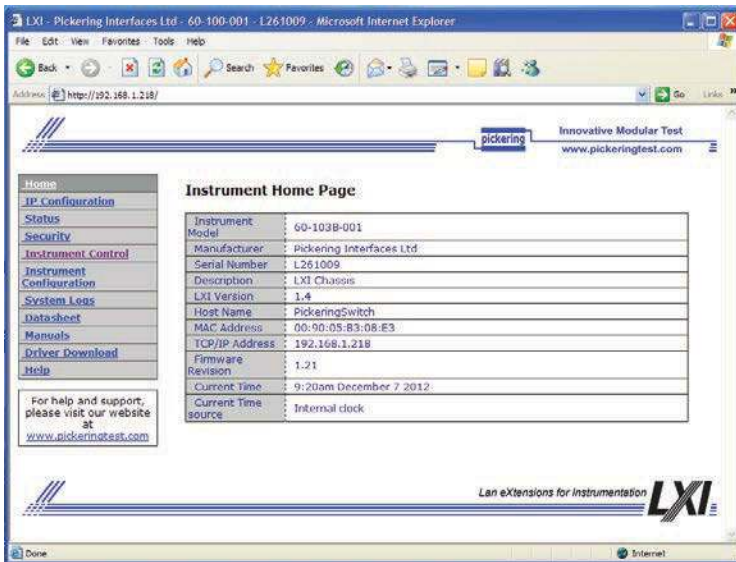 LXI - Pickering Interfaces Ltd - 60-100-001 - L261009 - Microsoft Internet Explorer
File Edit View Favorites Tools Help
Back Search Favorites
Address http://192.168.1.218/ Go Links
pickering
Innovative Modular Test
www.pickeringtest.com
Home
IP Configuration
Status
Security
Instrument Control
Instrument
Configuration
System Logs
Datasheet
Manuals
Driver Download
Help
For help and support,
please visit our website
at
www.pickeringtest.com
Instrument Home Page
Instrument
Model 60-103B-001
Manufacturer Pickering Interfaces Ltd
Serial Number L261009
Description LXI Chassis
LXI Version 1.4
Host Name PickeringSwitch
MAC Address 00:90:05:B3:08:E3
TCP/IP Address 192.168.1.218
Firmware
Revision 1.21
Current Time 9:20am December 7 2012
Current Time
source Internal clock
Lan eXtensions for Instrumentation LXI
Done Internet